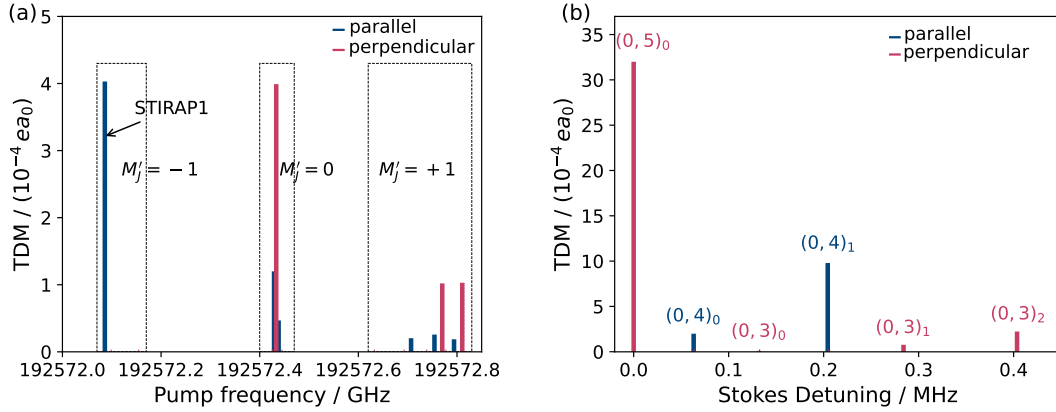 (a)
TDM / (10⁻⁴ ea₀)
5
4
3
2
1
0
parallel
perpendicular
STIRAP1
M′_J = −1
M′_J = 0
M′_J = +1
192572.0
192572.2
192572.4
192572.6
192572.8
Pump frequency / GHz
(b)
TDM / (10⁻⁴ ea₀)
35
30
25
20
15
10
5
0
parallel
perpendicular
(0, 5)₀
(0, 4)₀
(0, 3)₀
(0, 4)₁
(0, 3)₁
(0, 3)₂
0.0
0.1
0.2
0.3
0.4
Stokes Detuning / MHz